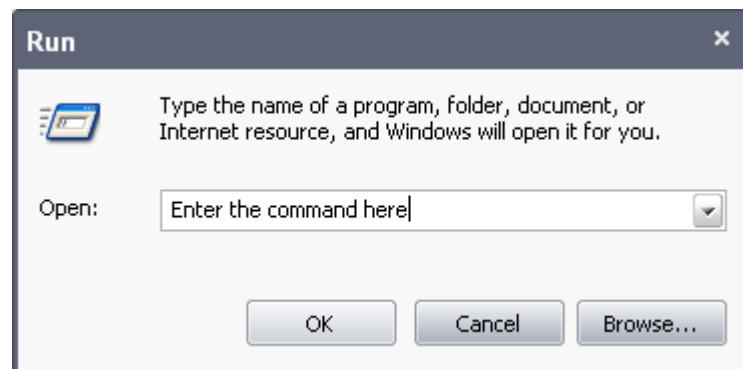 Run
Type the name of a program, folder, document, or
Internet resource, and Windows will open it for you.
Open:
Enter the command here
OK
Cancel
Browse...